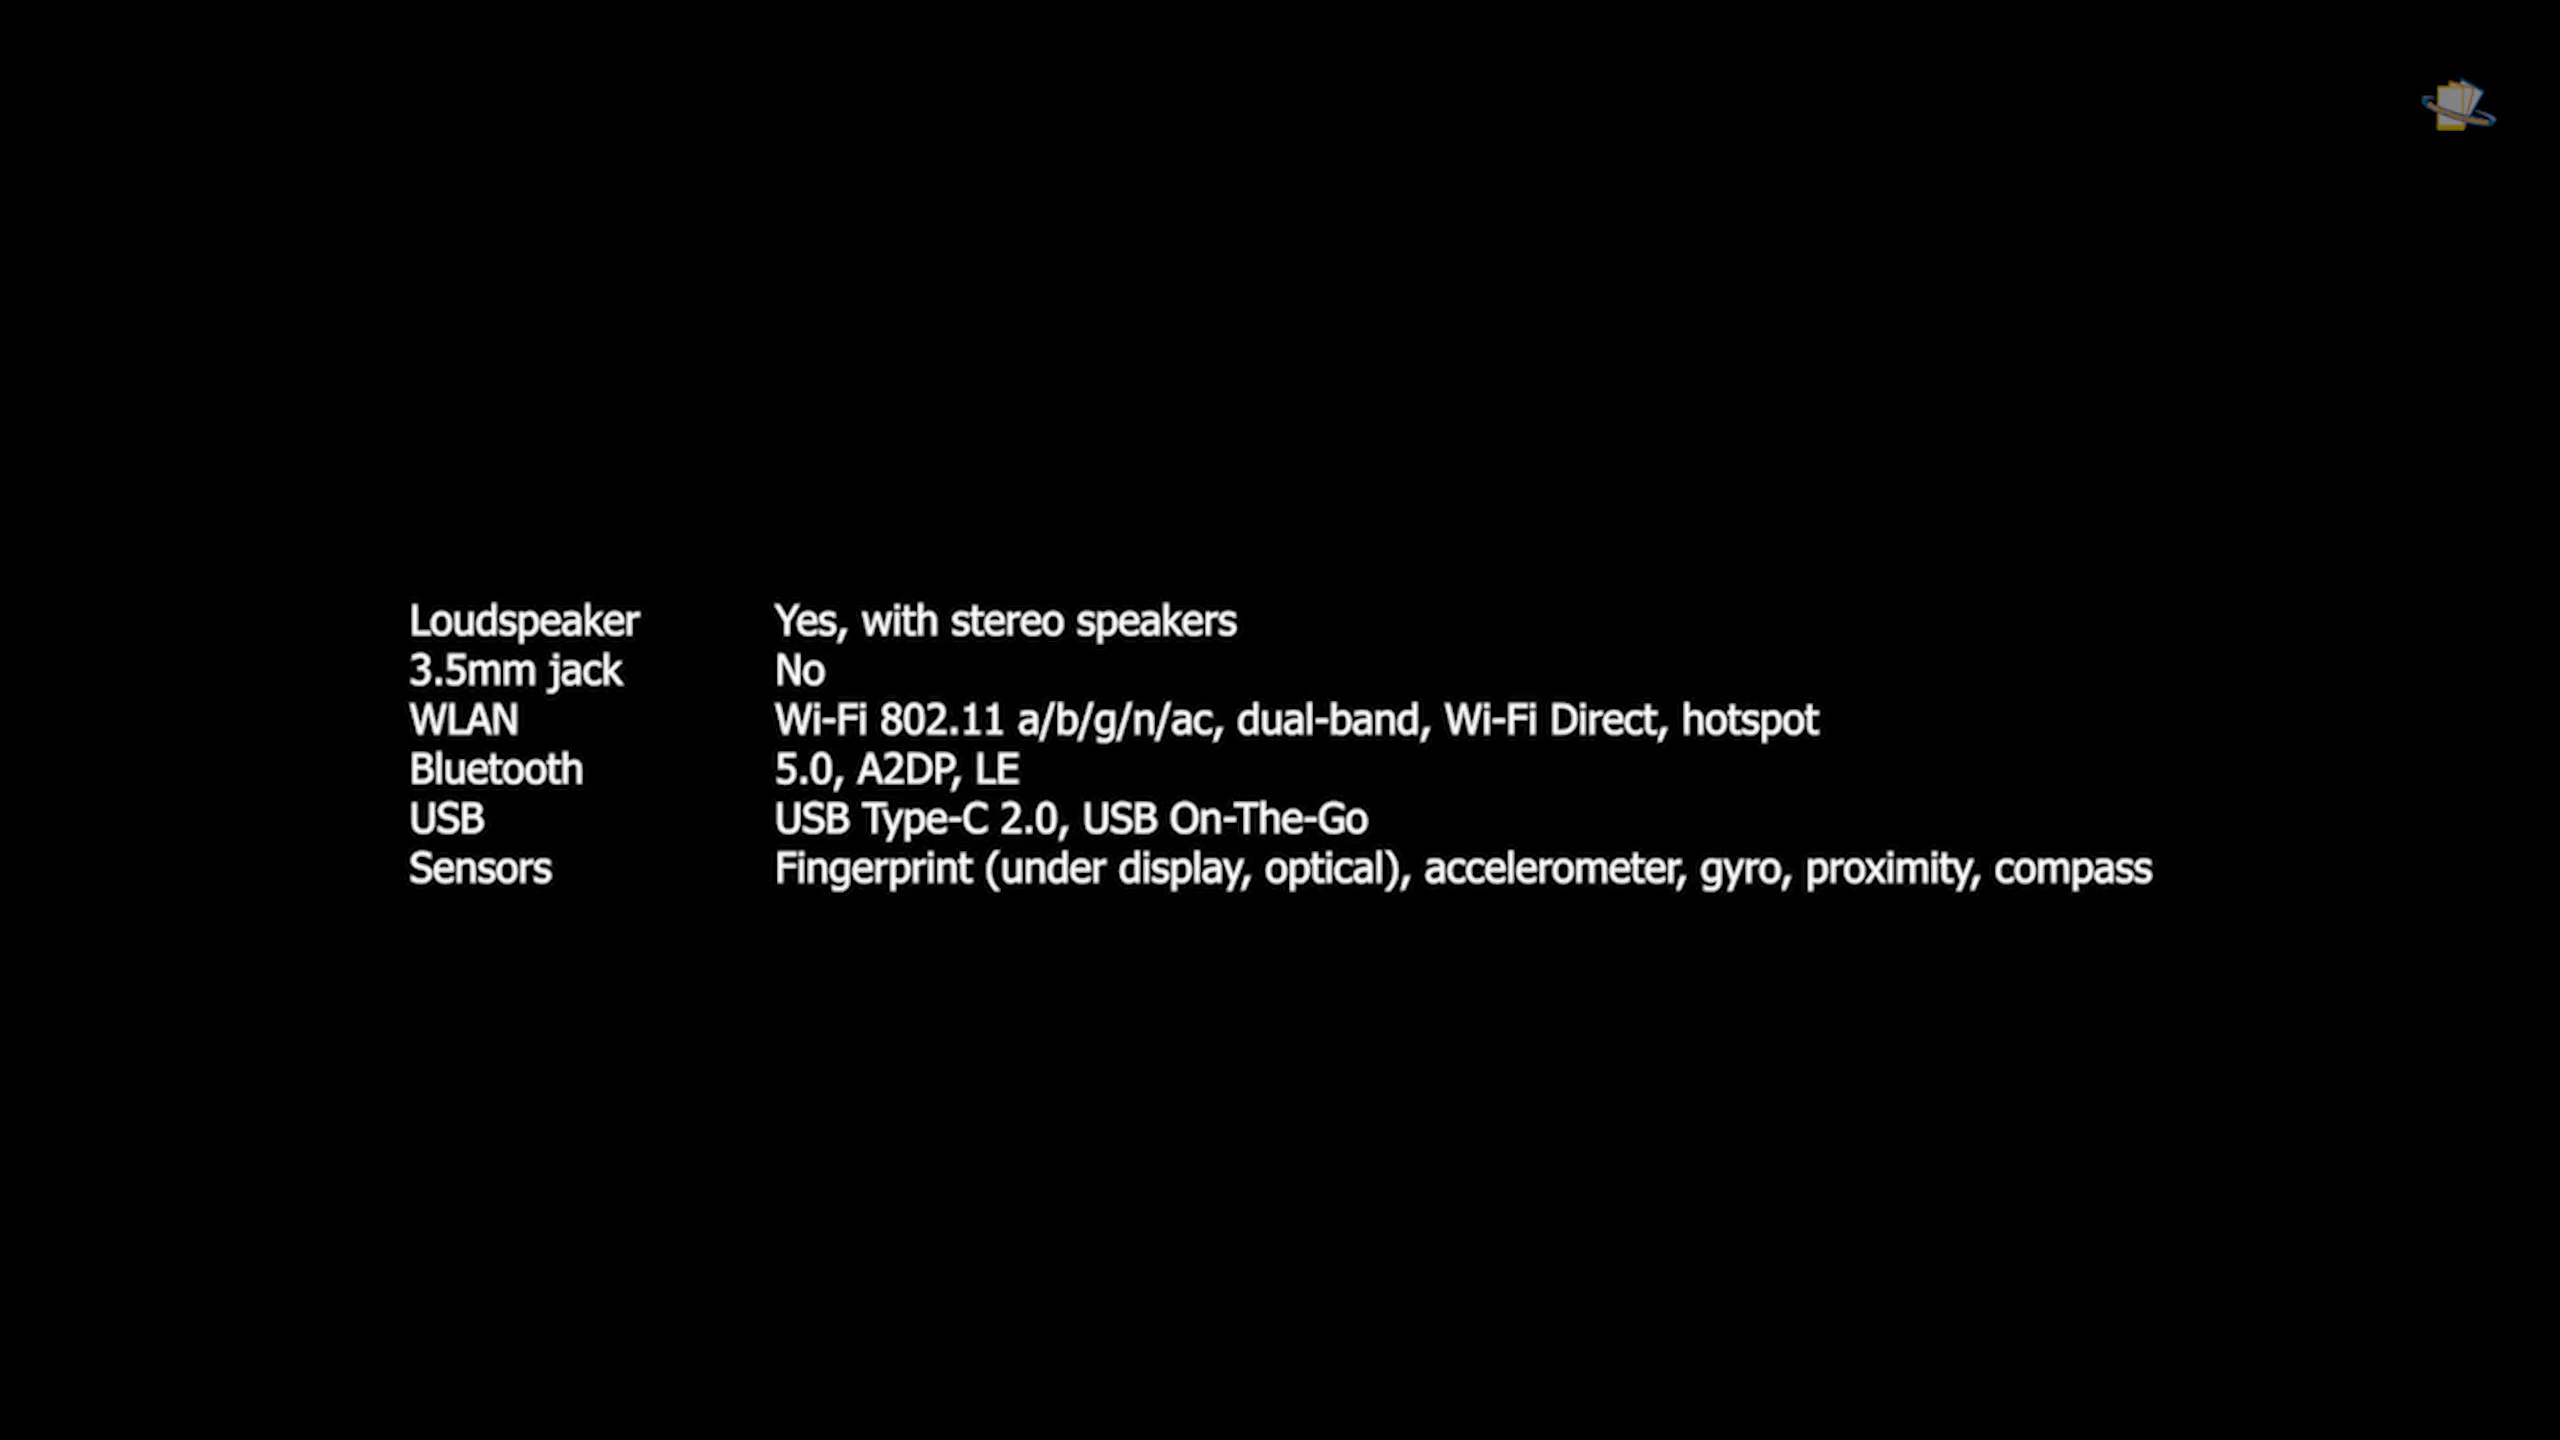 Loudspeaker Yes, with stereo speakers
3.5mm jack No
WLAN Wi-Fi 802.11 a/b/g/n/ac, dual-band, Wi-Fi Direct, hotspot
Bluetooth 5.0, A2DP, LE
USB USB Type-C 2.0, USB On-The-Go
Sensors Fingerprint (under display, optical), accelerometer, gyro, proximity, compass